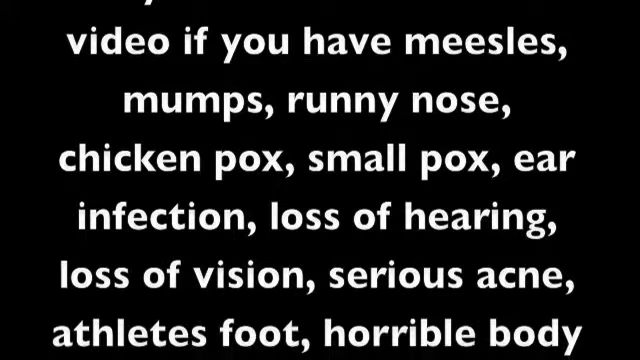 video if you have meesles,
mumps, runny nose,
chicken pox, small pox, ear
infection, loss of hearing,
loss of vision, serious acne,
athletes foot, horrible body